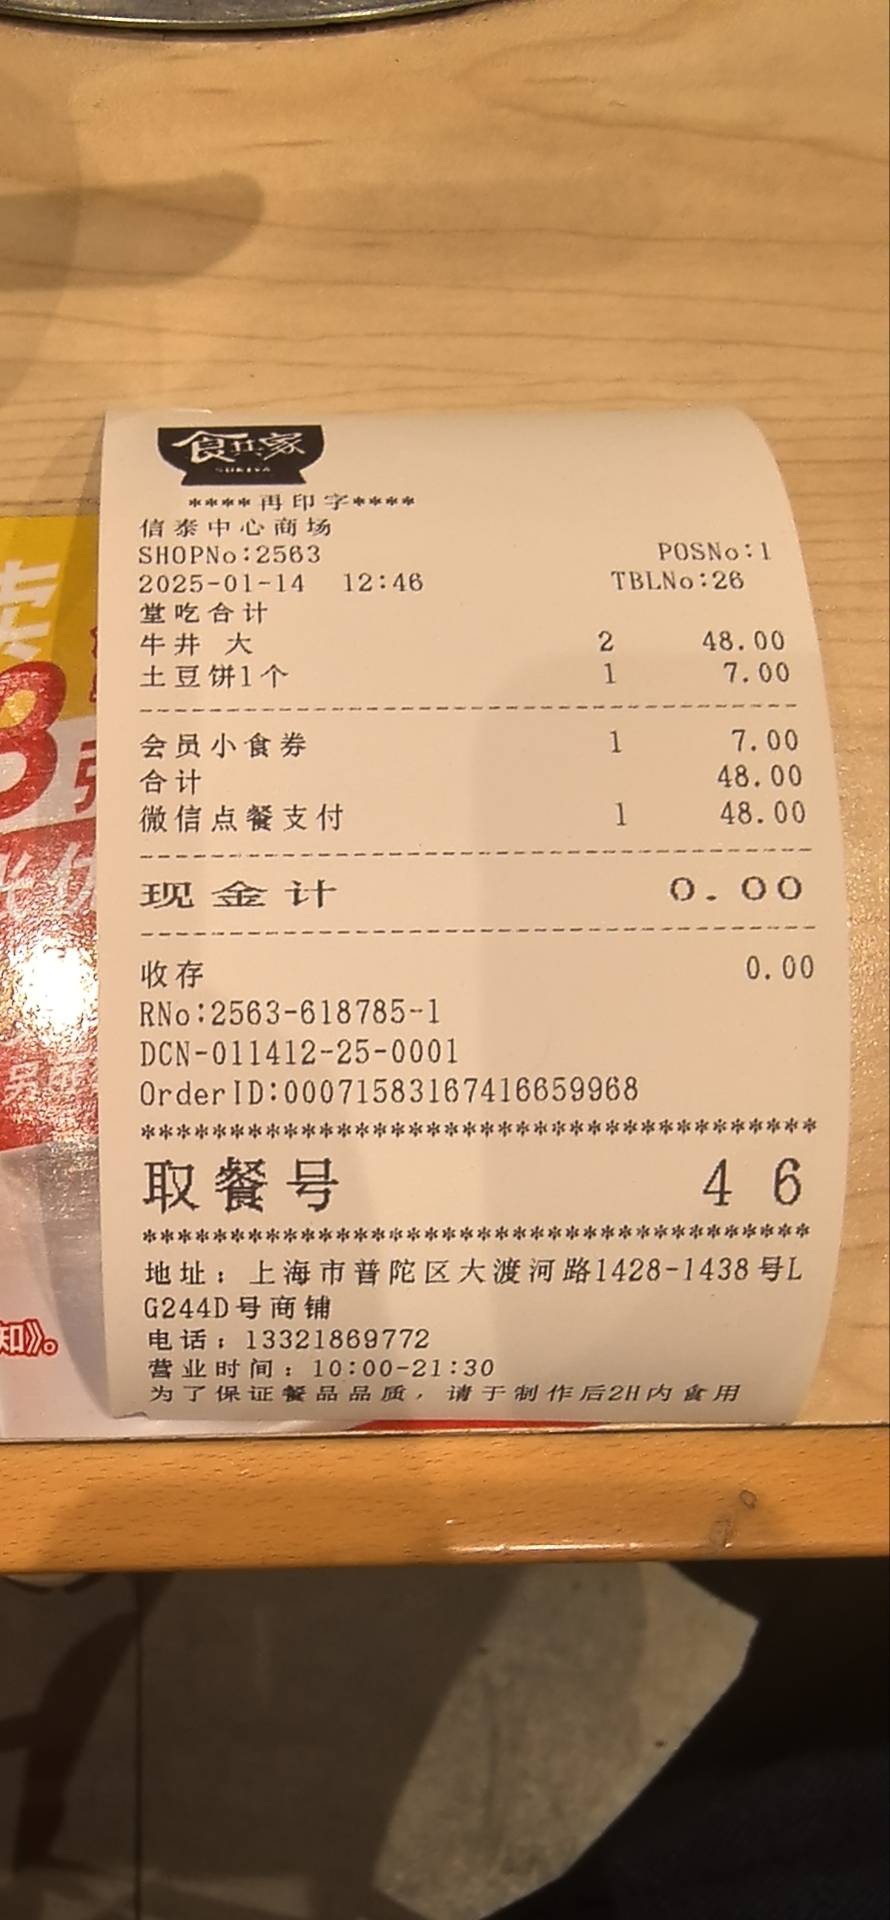 食其家
SUKIYA
****再印字****
信泰中心商场
SHOPNo:2563 POSNo:1
2025-01-14 12:46 TBLNo:26
堂吃合计
牛丼 大 2 48.00
土豆饼1个 1 7.00
会员小食券 1 7.00
合计 48.00
微信点餐支付 1 48.00
现金计 0.00
收存 0.00
RNo:2563-618785-1
DCN-011412-25-0001
OrderID:00071583167416659968
****************************************
取餐号 46
****************************************
地址：上海市普陀区大渡河路1428-1438号L
G244D号商铺
电话：13321869772
营业时间：10:00-21:30
为了保证餐品品质，请于制作后2H内食用
知》。